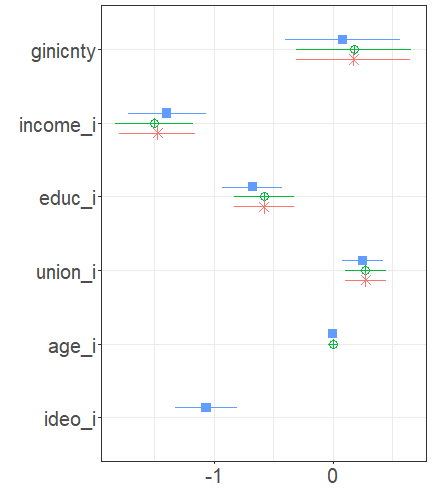 ginicnty
income_i
educ_i
union_i
age_i
ideo_i
-1 0